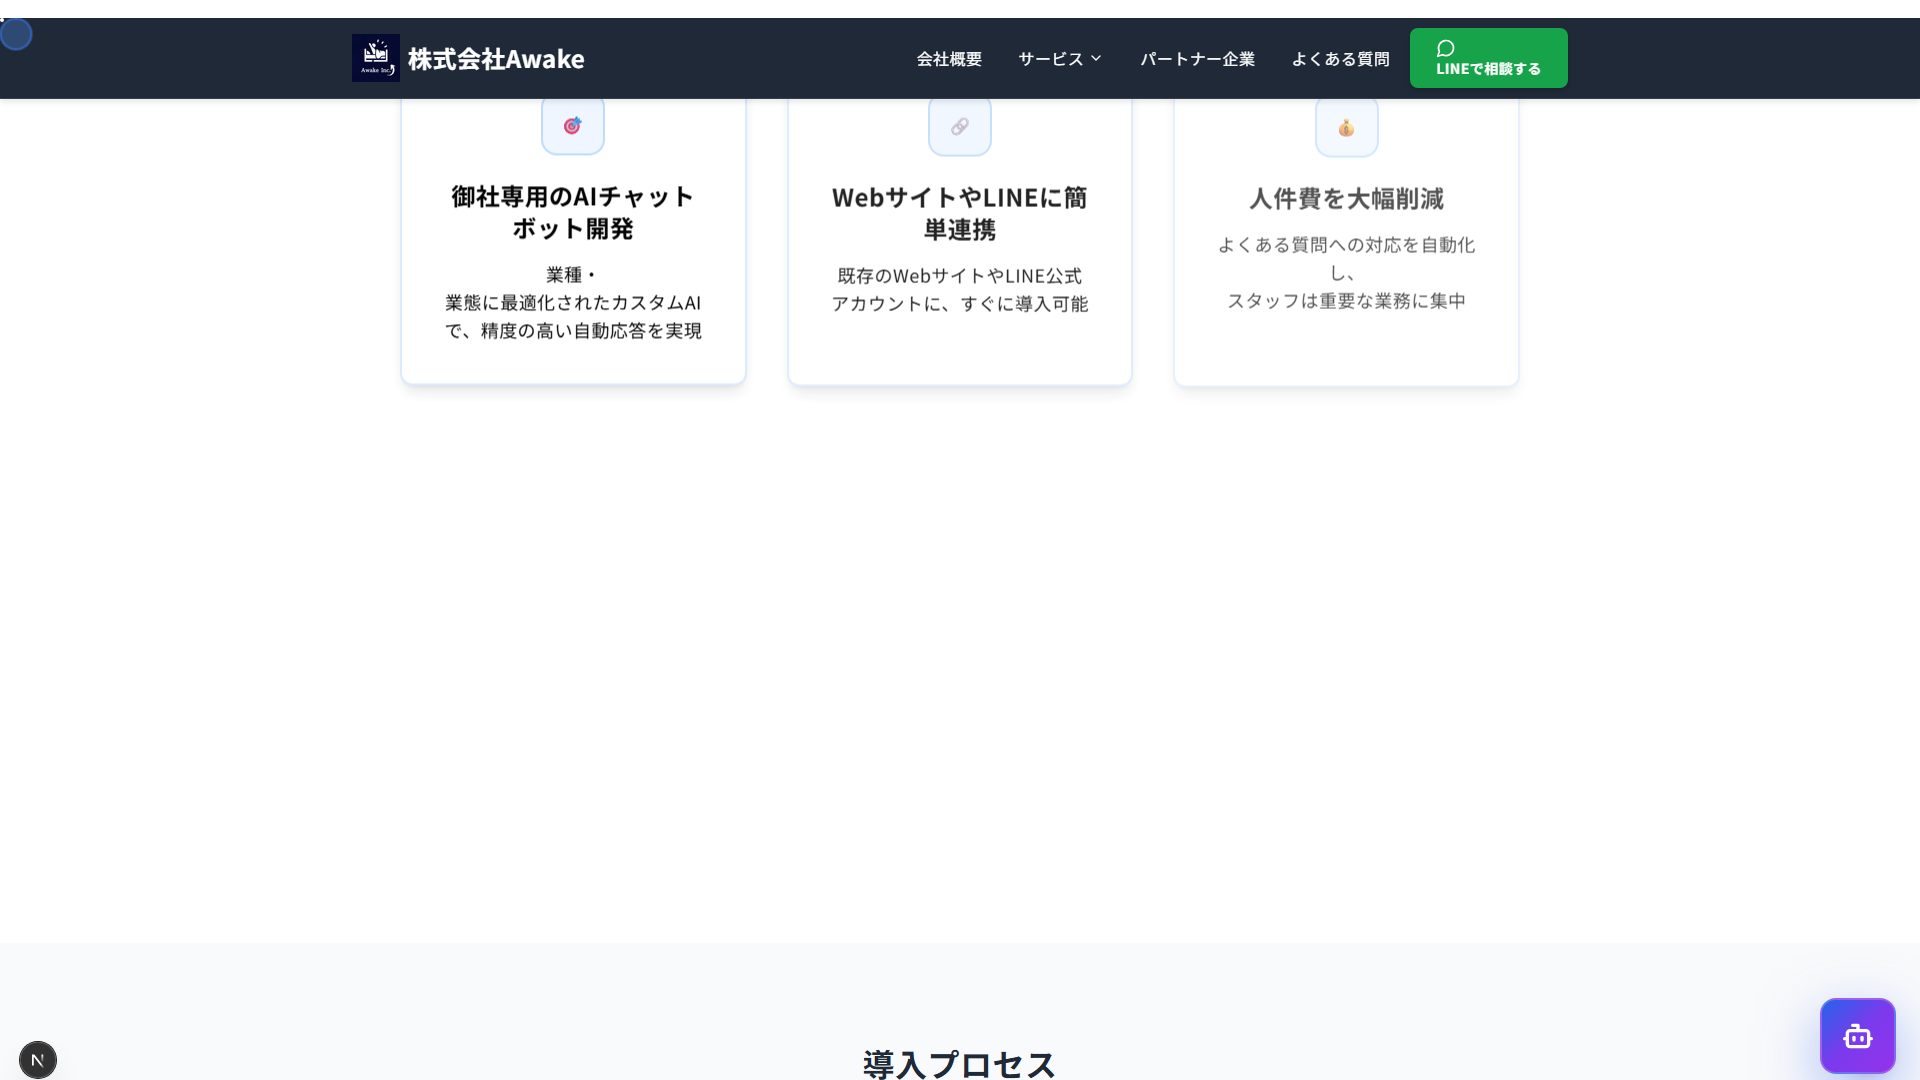 Awake Inc.
株式会社Awake
会社概要
サービス
パートナー企業
よくある質問
LINEで相談する
御社専用のAIチャット
ボット開発
業種・
業態に最適化されたカスタムAI
で、精度の高い自動応答を実現
WebサイトやLINEに簡
単連携
既存のWebサイトやLINE公式
アカウントに、すぐに導入可能
人件費を大幅削減
よくある質問への対応を自動化
し、
スタッフは重要な業務に集中
導入プロセス
N